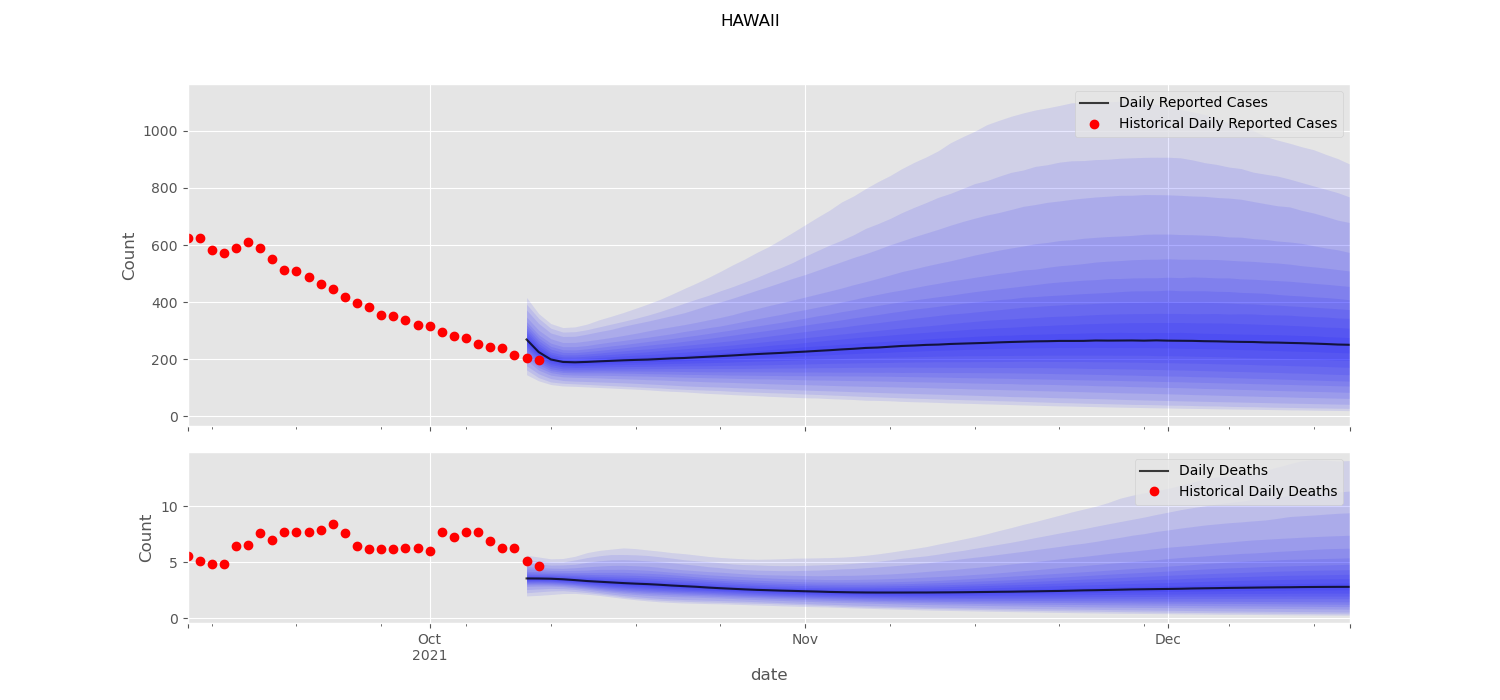 HAWAII
Daily Reported Cases
Historical Daily Reported Cases
1000
800
600
400
200
0
Count
Daily Deaths
Historical Daily Deaths
10
5
0
Count
Oct
2021
Nov
Dec
date